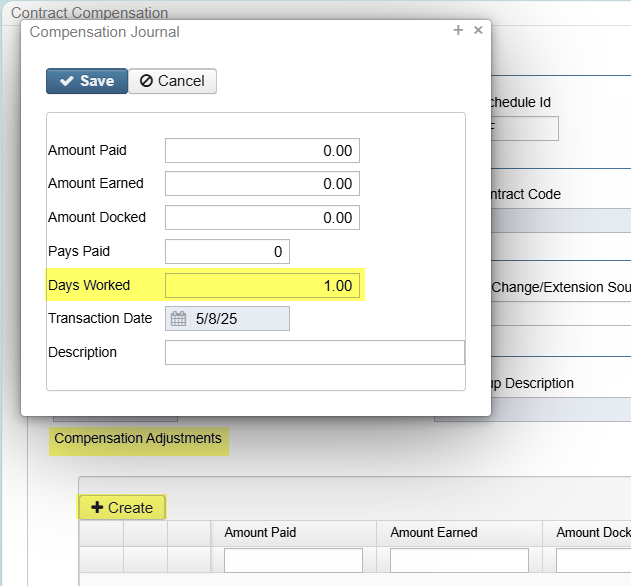 Contract Compensation
Compensation Journal
Save Cancel
Amount Paid 0.00
Amount Earned 0.00
Amount Docked 0.00
Pays Paid 0
Days Worked 1.00
Transaction Date 5/8/25
Description
chedule Id
F
ntract Code
Change/Extension Sou
up Description
Compensation Adjustments
Create
Amount Paid Amount Earned Amount Dock